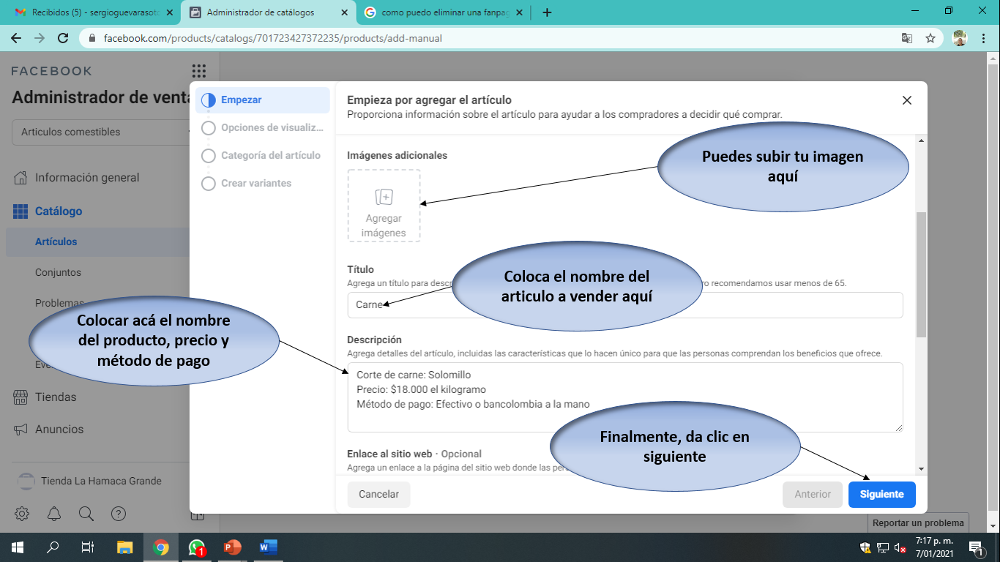 Recibidos (5) - sergioguevarasoto
Administrador de catálogos
como puedo eliminar una fanpag
facebook.com/products/catalogs/701723427372235/products/add-manual
FACEBOOK
Administrador de venta
Articulos comestibles
Información general
Catálogo
Artículos
Conjuntos
Problemas
Eve
Tiendas
Anuncios
Tienda La Hamaca Grande
Empezar
Opciones de visualiz...
Categoría del artículo
Crear variantes
Empieza por agregar el artículo
Proporciona información sobre el artículo para ayudar a los compradores a decidir qué comprar.
Imágenes adicionales
Agregar
imágenes
Puedes subir tu imagen
aquí
Título
Agrega un título para descr
ro recomendamos usar menos de 65.
Carne
Coloca el nombre del
articulo a vender aquí
Colocar acá el nombre
del producto, precio y
método de pago
Descripción
Agrega detalles del artículo, incluidas las características que lo hacen único para que las personas comprendan los beneficios que ofrece.
Corte de carne: Solomillo
Precio: $18.000 el kilogramo
Método de pago: Efectivo o bancolombia a la mano
Finalmente, da clic en
siguiente
Enlace al sitio web · Opcional
Agrega un enlace a la página del sitio web donde las per
Cancelar
Anterior
Siguiente
Reportar un problema
1
7:17 p. m.
7/01/2021
1